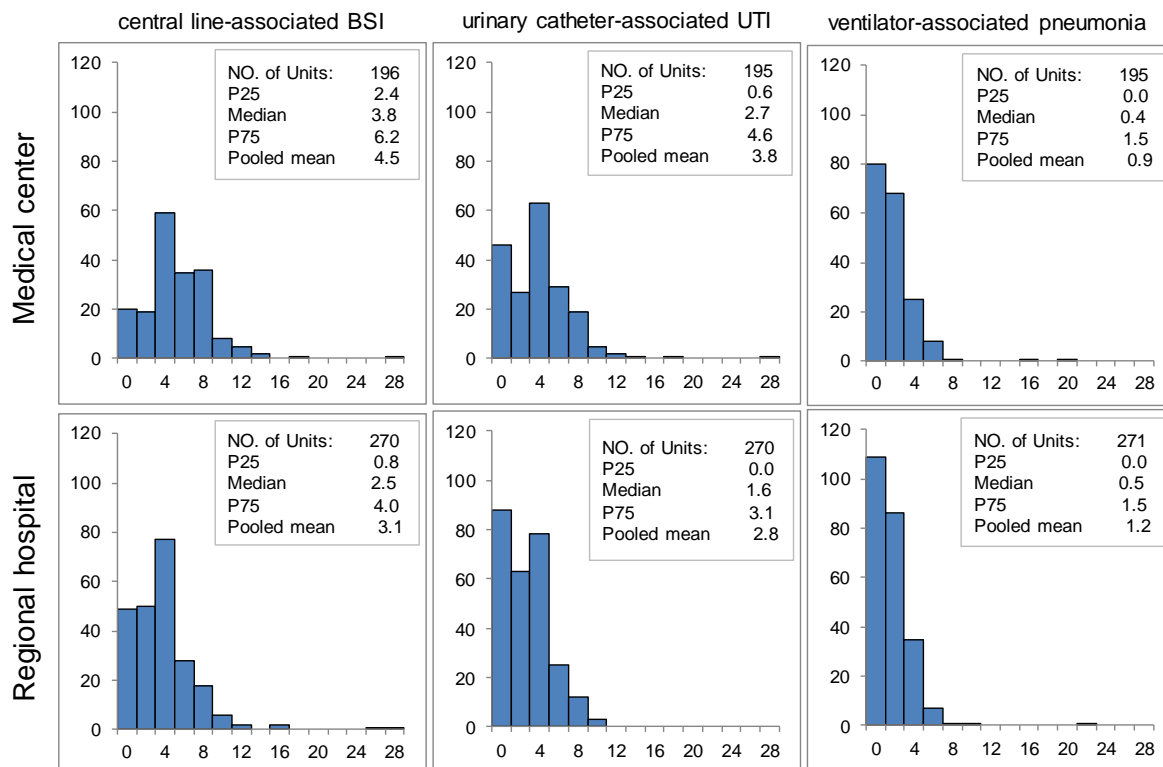 central line-associated BSI
urinary catheter-associated UTI
ventilator-associated pneumonia
Medical center
120
100
80
60
40
20
0
NO. of Units: 196
P25 2.4
Median 3.8
P75 6.2
Pooled mean 4.5
0 4 8 12 16 20 24 28
120
100
80
60
40
20
0
NO. of Units: 195
P25 0.6
Median 2.7
P75 4.6
Pooled mean 3.8
0 4 8 12 16 20 24 28
120
100
80
60
40
20
0
NO. of Units: 195
P25 0.0
Median 0.4
P75 1.5
Pooled mean 0.9
0 4 8 12 16 20 24 28
Regional hospital
120
100
80
60
40
20
0
NO. of Units: 270
P25 0.8
Median 2.5
P75 4.0
Pooled mean 3.1
0 4 8 12 16 20 24 28
120
100
80
60
40
20
0
NO. of Units: 270
P25 0.0
Median 1.6
P75 3.1
Pooled mean 2.8
0 4 8 12 16 20 24 28
120
100
80
60
40
20
0
NO. of Units: 271
P25 0.0
Median 0.5
P75 1.5
Pooled mean 1.2
0 4 8 12 16 20 24 28